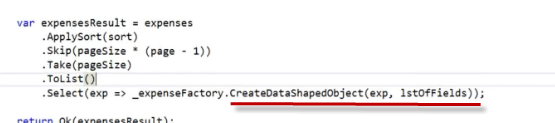 var expensesResult = expenses
.ApplySort(sort)
.Skip(pageSize * (page - 1))
.Take(pageSize)
.ToList()
.Select(exp => _expenseFactory.CreateDataShapedObject(exp, lstOfFields));
return Ok(expensesResult);